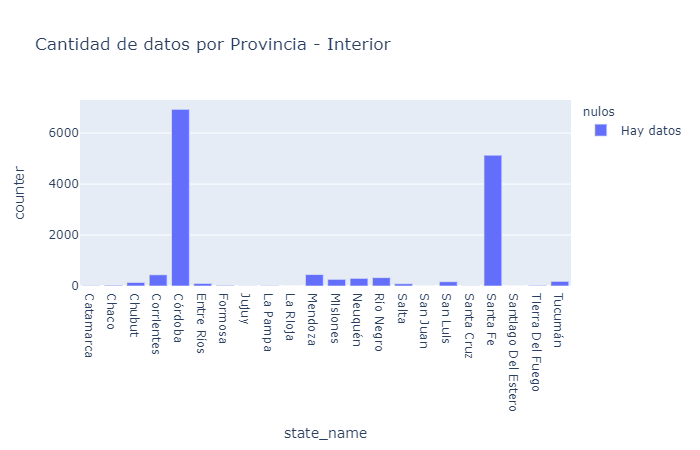 Cantidad de datos por Provincia - Interior
nulos
Hay datos
counter
6000
4000
2000
0
Catamarca
Chaco
Chubut
Corrientes
Córdoba
Entre Ríos
Formosa
Jujuy
La Pampa
La Rioja
Mendoza
Misiones
Neuquén
Río Negro
Salta
San Juan
San Luis
Santa Cruz
Santa Fe
Santiago Del Estero
Tierra Del Fuego
Tucumán
state_name